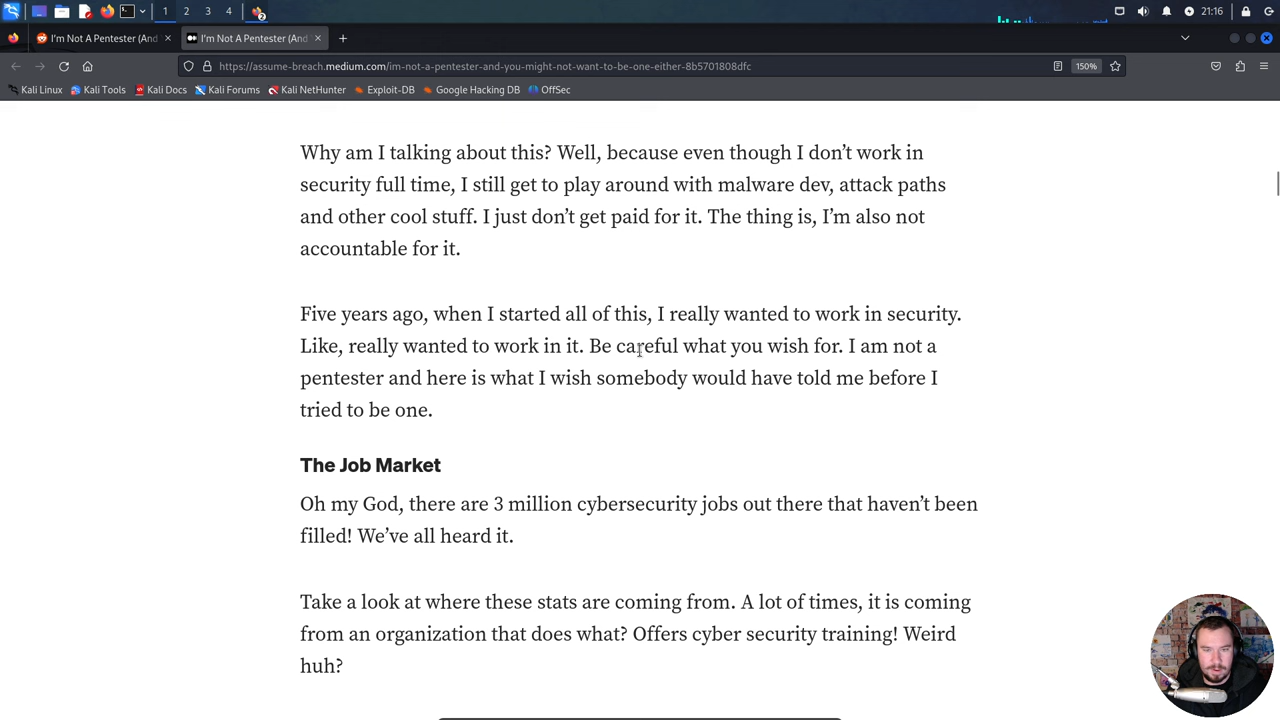 1
2
3
4
2
21:16
I'm Not A Pentester (And
I'm Not A Pentester (And
https://assume-breach.medium.com/im-not-a-pentester-and-you-might-not-want-to-be-one-either-8b5701808dfc
150%
Kali Linux
Kali Tools
Kali Docs
Kali Forums
Kali NetHunter
Exploit-DB
Google Hacking DB
OffSec
Why am I talking about this? Well, because even though I don’t work in
security full time, I still get to play around with malware dev, attack paths
and other cool stuff. I just don’t get paid for it. The thing is, I’m also not
accountable for it.
Five years ago, when I started all of this, I really wanted to work in security.
Like, really wanted to work in it. Be careful what you wish for. I am not a
pentester and here is what I wish somebody would have told me before I
tried to be one.
The Job Market
Oh my God, there are 3 million cybersecurity jobs out there that haven’t been
filled! We’ve all heard it.
Take a look at where these stats are coming from. A lot of times, it is coming
from an organization that does what? Offers cyber security training! Weird
huh?